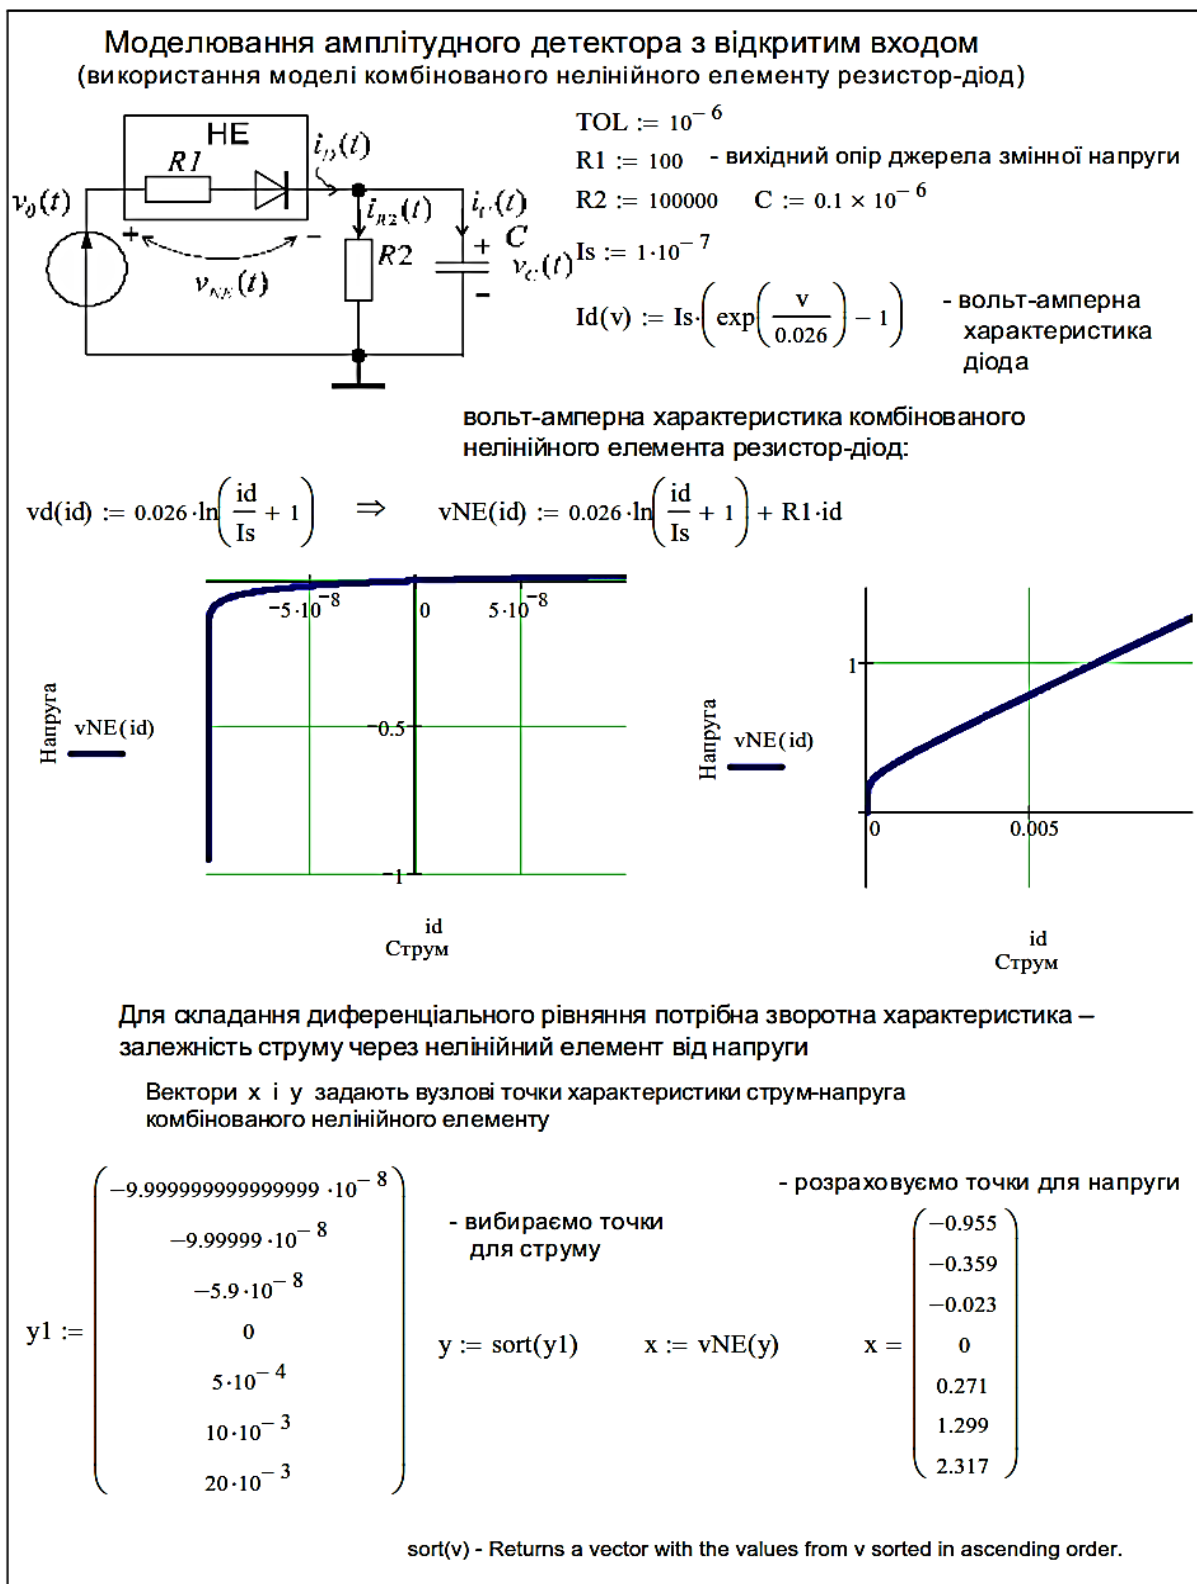 Моделювання амплітудного детектора з відкритим входом
(використання моделі комбінованого нелінійного елементу резистор-діод)
НЕ
R1
i_D(t)
v_0(t)
+ −
v_NE(t)
i_R2(t)
R2
i_C(t)
C
+
v_C(t)
−
TOL := 10^−6
R1 := 100 - вихідний опір джерела змінної напруги
R2 := 100000 C := 0.1 × 10^−6
Is := 1·10^−7
Id(v) := Is·(exp(v/0.026) − 1)
- вольт-амперна
характеристика
діода
вольт-амперна характеристика комбінованого
нелінійного елемента резистор-діод:
vd(id) := 0.026·ln(id/Is + 1) ⇒ vNE(id) := 0.026·ln(id/Is + 1) + R1·id
−5·10^−8 0 5·10^−8
−0.5
−1
Напруга
vNE(id)
id
Струм
1
0 0.005
Напруга
vNE(id)
id
Струм
Для складання диференціального рівняння потрібна зворотна характеристика –
залежність струму через нелінійний елемент від напруги
Вектори x і y задають вузлові точки характеристики струм-напруга
комбінованого нелінійного елементу
y1 :=
−9.999999999999999·10^−8
−9.99999·10^−8
−5.9·10^−8
0
5·10^−4
10·10^−3
20·10^−3
- вибираємо точки
для струму
y := sort(y1) x := vNE(y)
- розраховуємо точки для напруги
x =
−0.955
−0.359
−0.023
0
0.271
1.299
2.317
sort(v) - Returns a vector with the values from v sorted in ascending order.